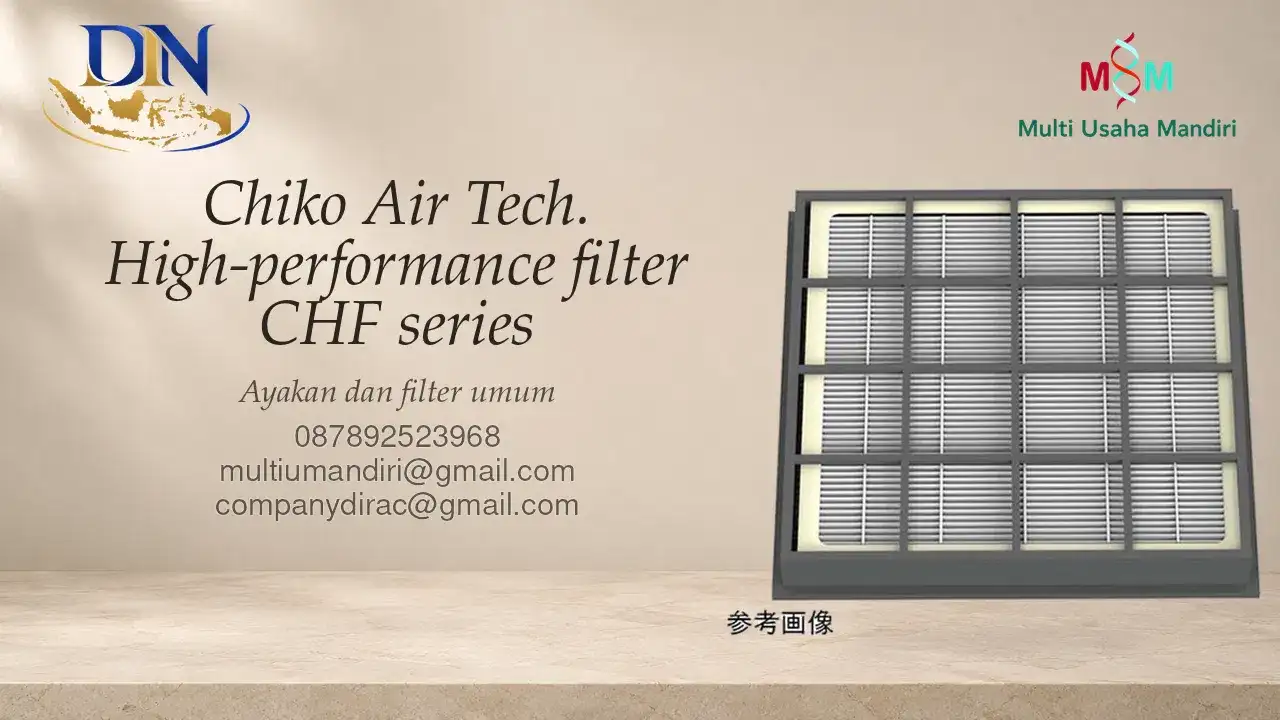 DIN
M M
Multi Usaha Mandiri
Chiko Air Tech.
High-performance filter
CHF series
Ayakan dan filter umum
087892523968
multiumandiri@gmail.com
companydirac@gmail.com
参考画像